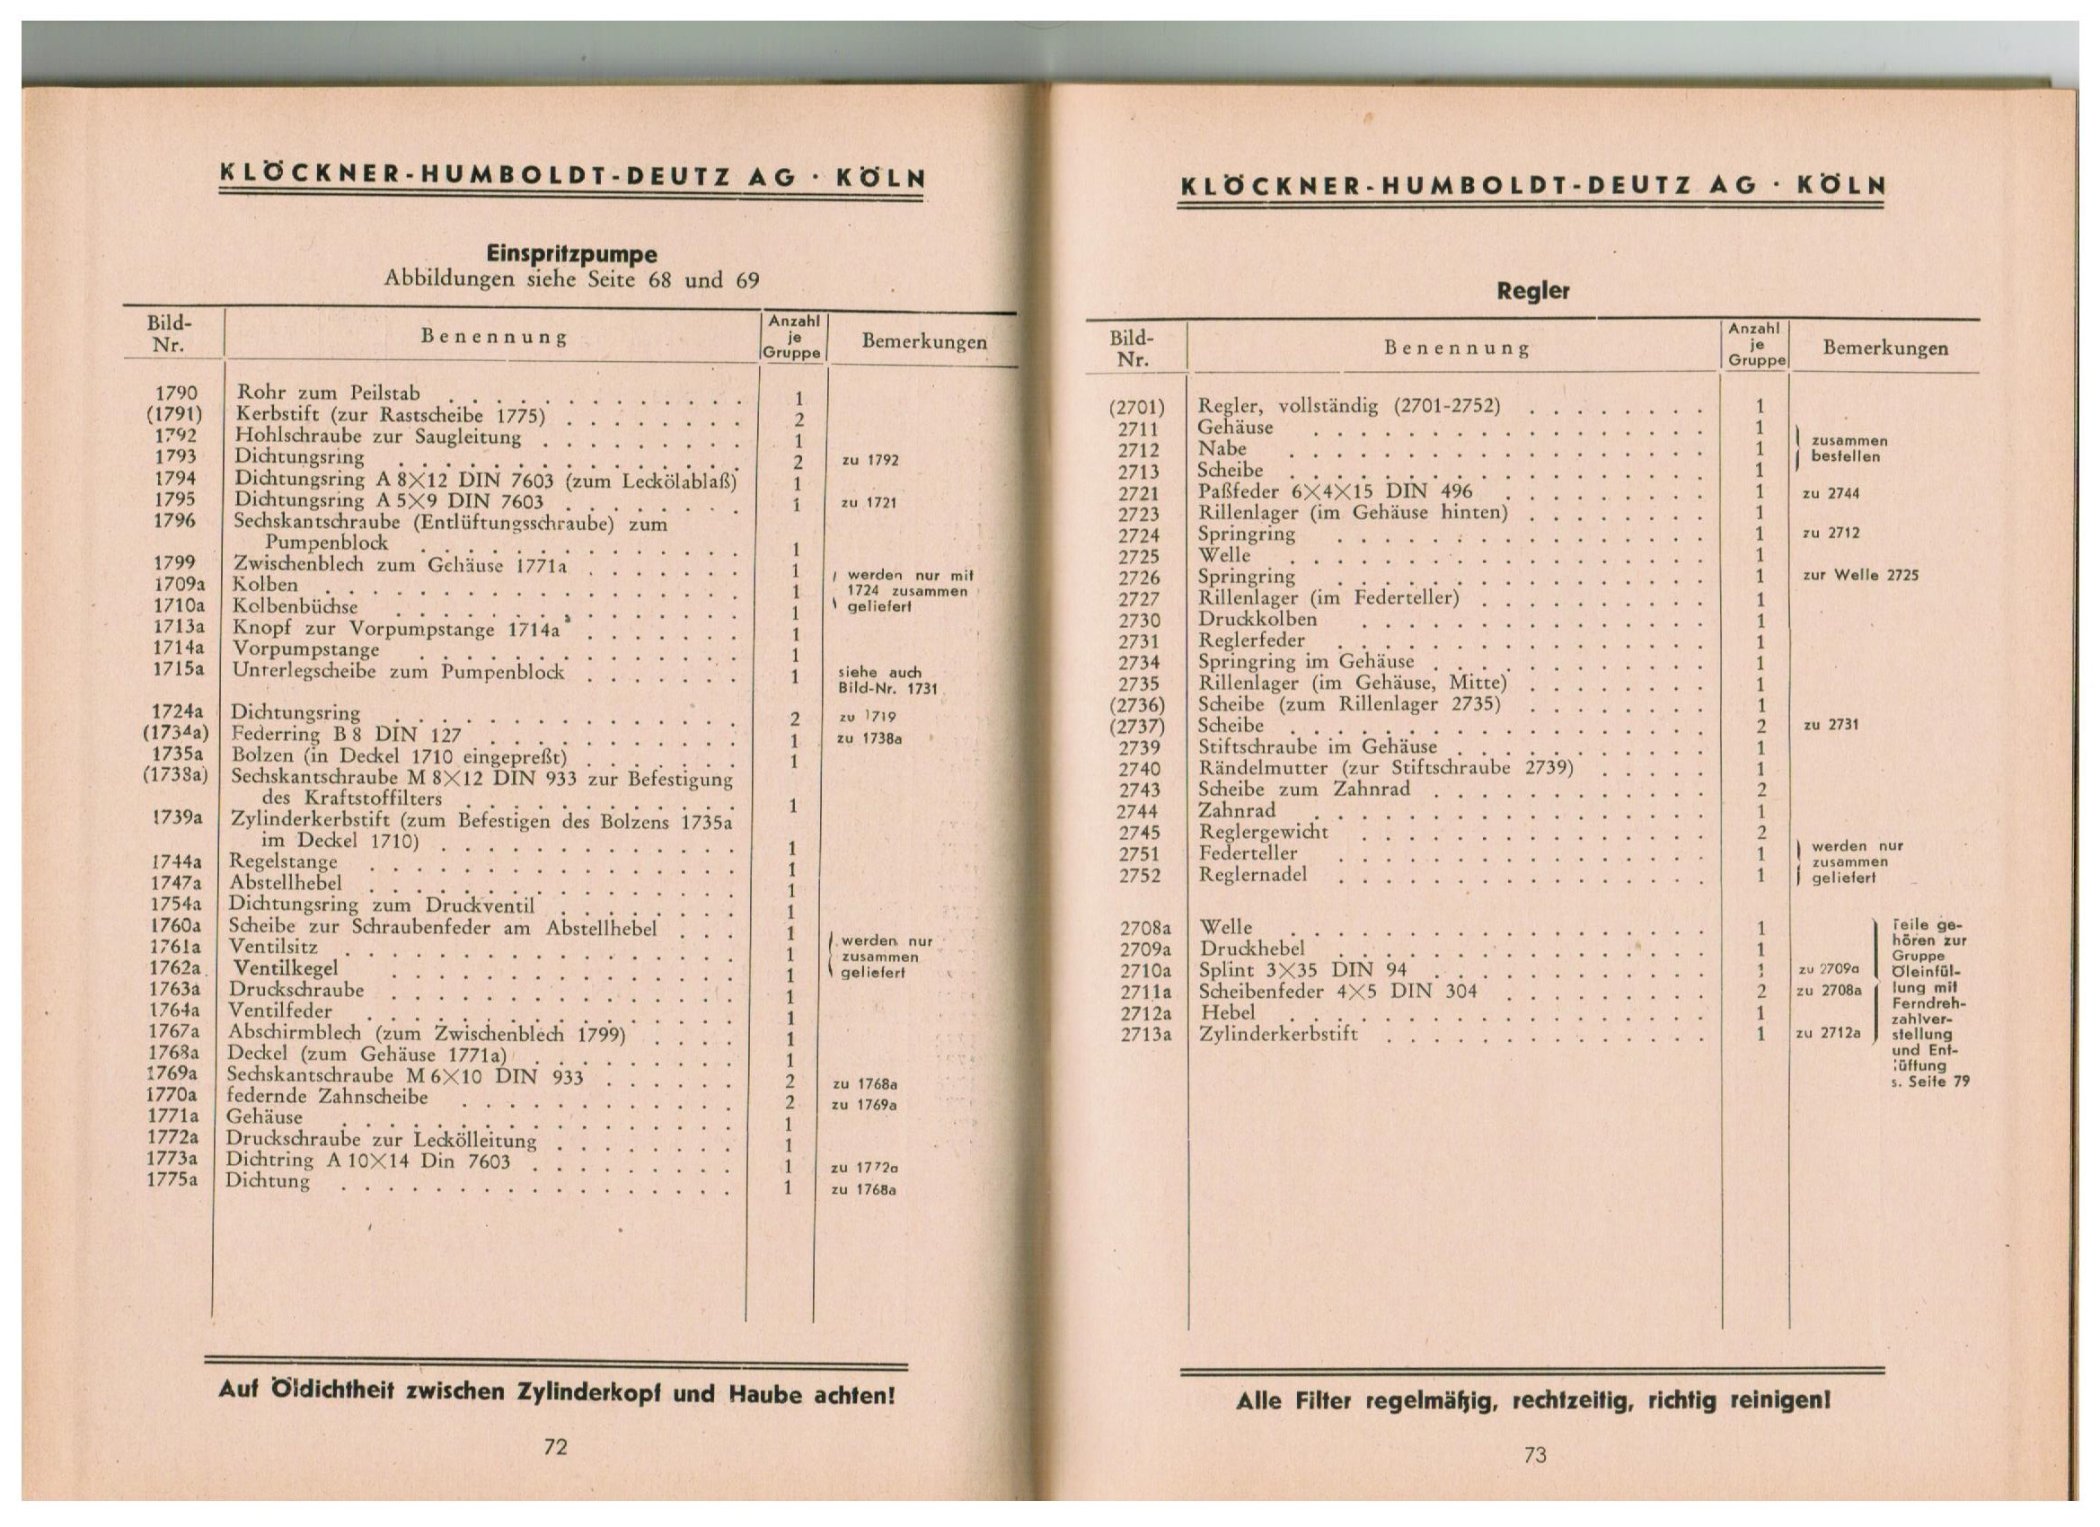 KLÖCKNER-HUMBOLDT-DEUTZ AG · KÖLN
Einspritzpumpe
Abbildungen siehe Seite 68 und 69
Bild-Nr. Benennung Anzahl je Gruppe Bemerkungen
1790 Rohr zum Peilstab 1
(1791) Kerbstift (zur Rastscheibe 1775) 2
1792 Hohlschraube zur Saugleitung 1
1793 Dichtungsring 2 zu 1792
1794 Dichtungsring A 8×12 DIN 7603 (zum Leckölablaß) 1
1795 Dichtungsring A 5×9 DIN 7603 1 zu 1721
1796 Sechskantschraube (Entlüftungsschraube) zum
Pumpenblock 1
1799 Zwischenblech zum Gehäuse 1771a 1
1709a Kolben 1 werden nur mit
1724 zusammen
1710a Kolbenbüchse 1 geliefert
1713a Knopf zur Vorpumpstange 1714a 1
1714a Vorpumpstange 1
1715a Unterlegscheibe zum Pumpenblock 1 siehe auch
Bild-Nr. 1731
1724a Dichtungsring 2 zu 1719
(1734a) Federring B 8 DIN 127 1 zu 1738a
1735a Bolzen (in Deckel 1710 eingepreßt) 1
(1738a) Sechskantschraube M 8×12 DIN 933 zur Befestigung
des Kraftstoffilters 1
1739a Zylinderkerbstift (zum Befestigen des Bolzens 1735a
im Deckel 1710) 1
1744a Regelstange 1
1747a Abstellhebel 1
1754a Dichtungsring zum Druckventil 1
1760a Scheibe zur Schraubenfeder am Abstellhebel 1
1761a Ventilsitz 1 werden nur
zusammen
1762a Ventilkegel 1 geliefert
1763a Druckschraube 1
1764a Ventilfeder 1
1767a Abschirmblech (zum Zwischenblech 1799) 1
1768a Deckel (zum Gehäuse 1771a) 1
1769a Sechskantschraube M 6×10 DIN 933 2 zu 1768a
1770a federnde Zahnscheibe 2 zu 1769a
1771a Gehäuse 1
1772a Druckschraube zur Leckölleitung 1
1773a Dichtring A 10×14 Din 7603 1 zu 1772a
1775a Dichtung 1 zu 1768a
Auf Öldichtheit zwischen Zylinderkopf und Haube achten!
72
KLÖCKNER-HUMBOLDT-DEUTZ AG · KÖLN
Regler
Bild-Nr. Benennung Anzahl je Gruppe Bemerkungen
(2701) Regler, vollständig (2701-2752) 1
2711 Gehäuse 1
2712 Nabe 1 zusammen
bestellen
2713 Scheibe 1
2721 Paßfeder 6×4×15 DIN 496 1 zu 2744
2723 Rillenlager (im Gehäuse hinten) 1
2724 Springring 1 zu 2712
2725 Welle 1
2726 Springring 1 zur Welle 2725
2727 Rillenlager (im Federteller) 1
2730 Druckkolben 1
2731 Reglerfeder 1
2734 Springring im Gehäuse 1
2735 Rillenlager (im Gehäuse, Mitte) 1
(2736) Scheibe (zum Rillenlager 2735) 1
(2737) Scheibe 2 zu 2731
2739 Stiftschraube im Gehäuse 1
2740 Rändelmutter (zur Stiftschraube 2739) 1
2743 Scheibe zum Zahnrad 2
2744 Zahnrad 1
2745 Reglergewicht 2
2751 Federteller 1 werden nur
zusammen
2752 Reglernadel 1 geliefert
2708a Welle 1
2709a Druckhebel 1
2710a Splint 3×35 DIN 94 1 zu 2709a
2711a Scheibenfeder 4×5 DIN 304 2 zu 2708a
2712a Hebel 1
2713a Zylinderkerbstift 1 zu 2712a
Teile ge-
hören zur
Gruppe
Öleinfül-
lung mit
Ferndreh-
zahlver-
stellung
und Ent-
lüftung
s. Seite 79
Alle Filter regelmäßig, rechtzeitig, richtig reinigen!
73